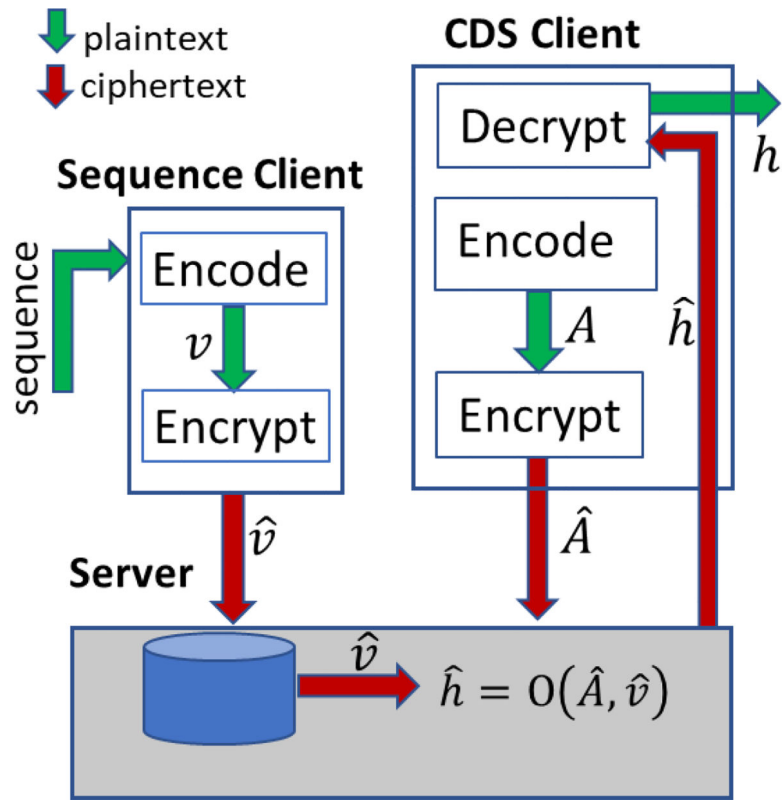 plaintext
ciphertext
CDS Client
Decrypt
h
Sequence Client
sequence
Encode
v
Encrypt
Encode
A
ĥ
Encrypt
v̂
Â
Server
v̂
ĥ = O(Â, v̂)